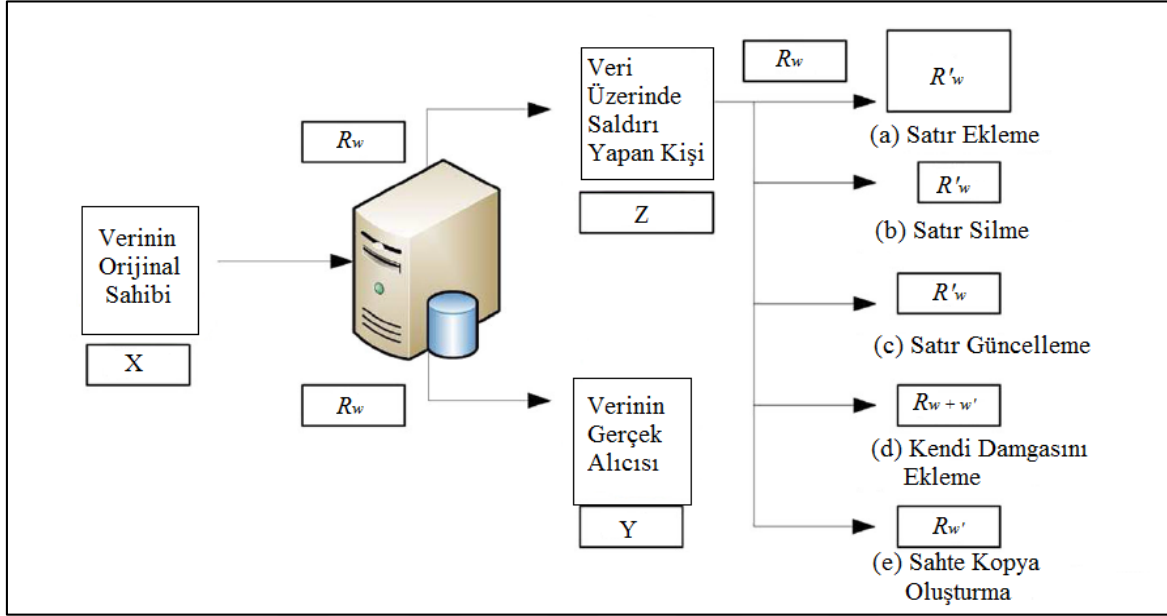 Verinin
Orijinal
Sahibi
X
Rw
Rw
Veri
Üzerinde
Saldırı
Yapan Kişi
Z
Verinin
Gerçek
Alıcısı
Y
Rw
R'w
(a) Satır Ekleme
R'w
(b) Satır Silme
R'w
(c) Satır Güncelleme
Rw + w'
(d) Kendi Damgasını
Ekleme
Rw'
(e) Sahte Kopya
Oluşturma